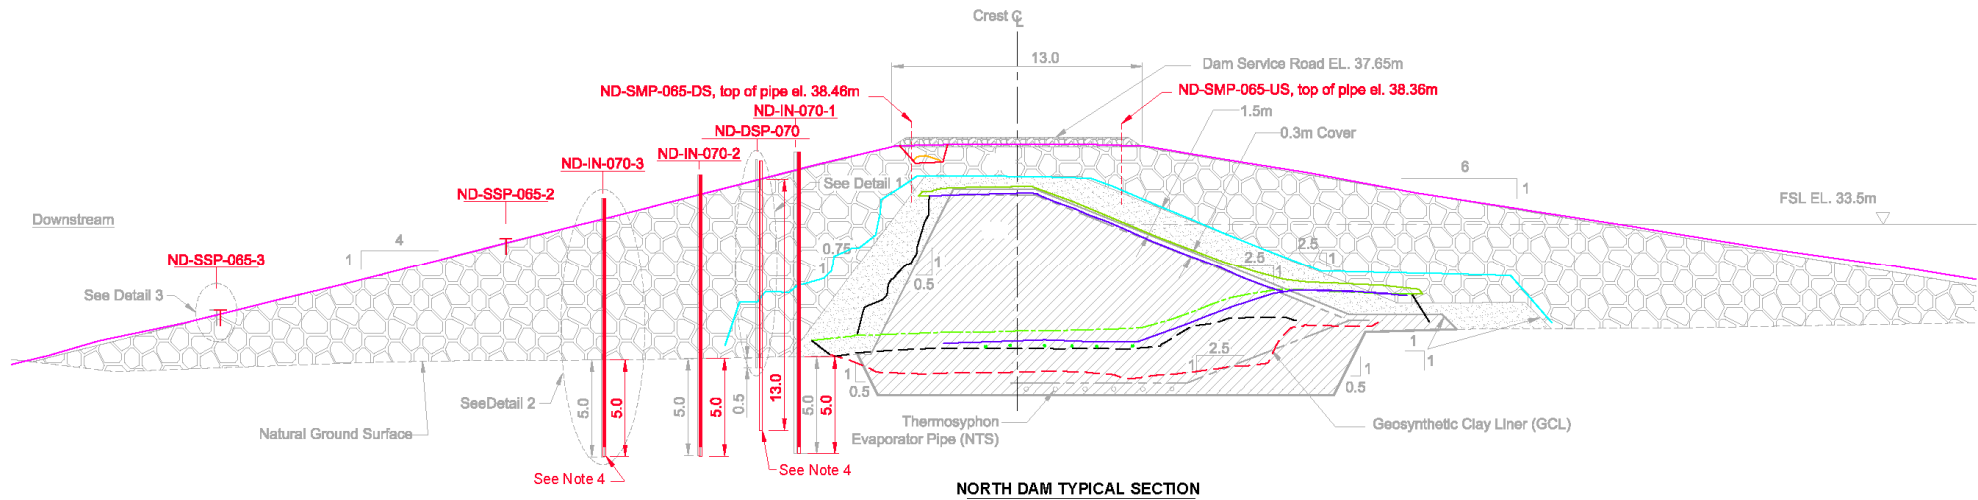 Crest ℄
13.0
Dam Service Road EL. 37.65m
ND-SMP-065-DS, top of pipe el. 38.46m
ND-SMP-065-US, top of pipe el. 38.36m
ND-IN-070-1
1.5m
ND-DSP-070
0.3m Cover
ND-IN-070-2
ND-IN-070-3
See Detail 1
6
1
ND-SSP-065-2
FSL EL. 33.5m
Downstream
4
1
0.75
1
2.5
1
2.5
1
ND-SSP-065-3
1
0.5
See Detail 3
2.5
1
1
1
1
0.5
1
0.5
5.0
5.0
5.0
5.0
0.5
13.0
5.0
5.0
SeeDetail 2
Natural Ground Surface
Thermosyphon
Evaporator Pipe (NTS)
Geosynthetic Clay Liner (GCL)
See Note 4
See Note 4
NORTH DAM TYPICAL SECTION